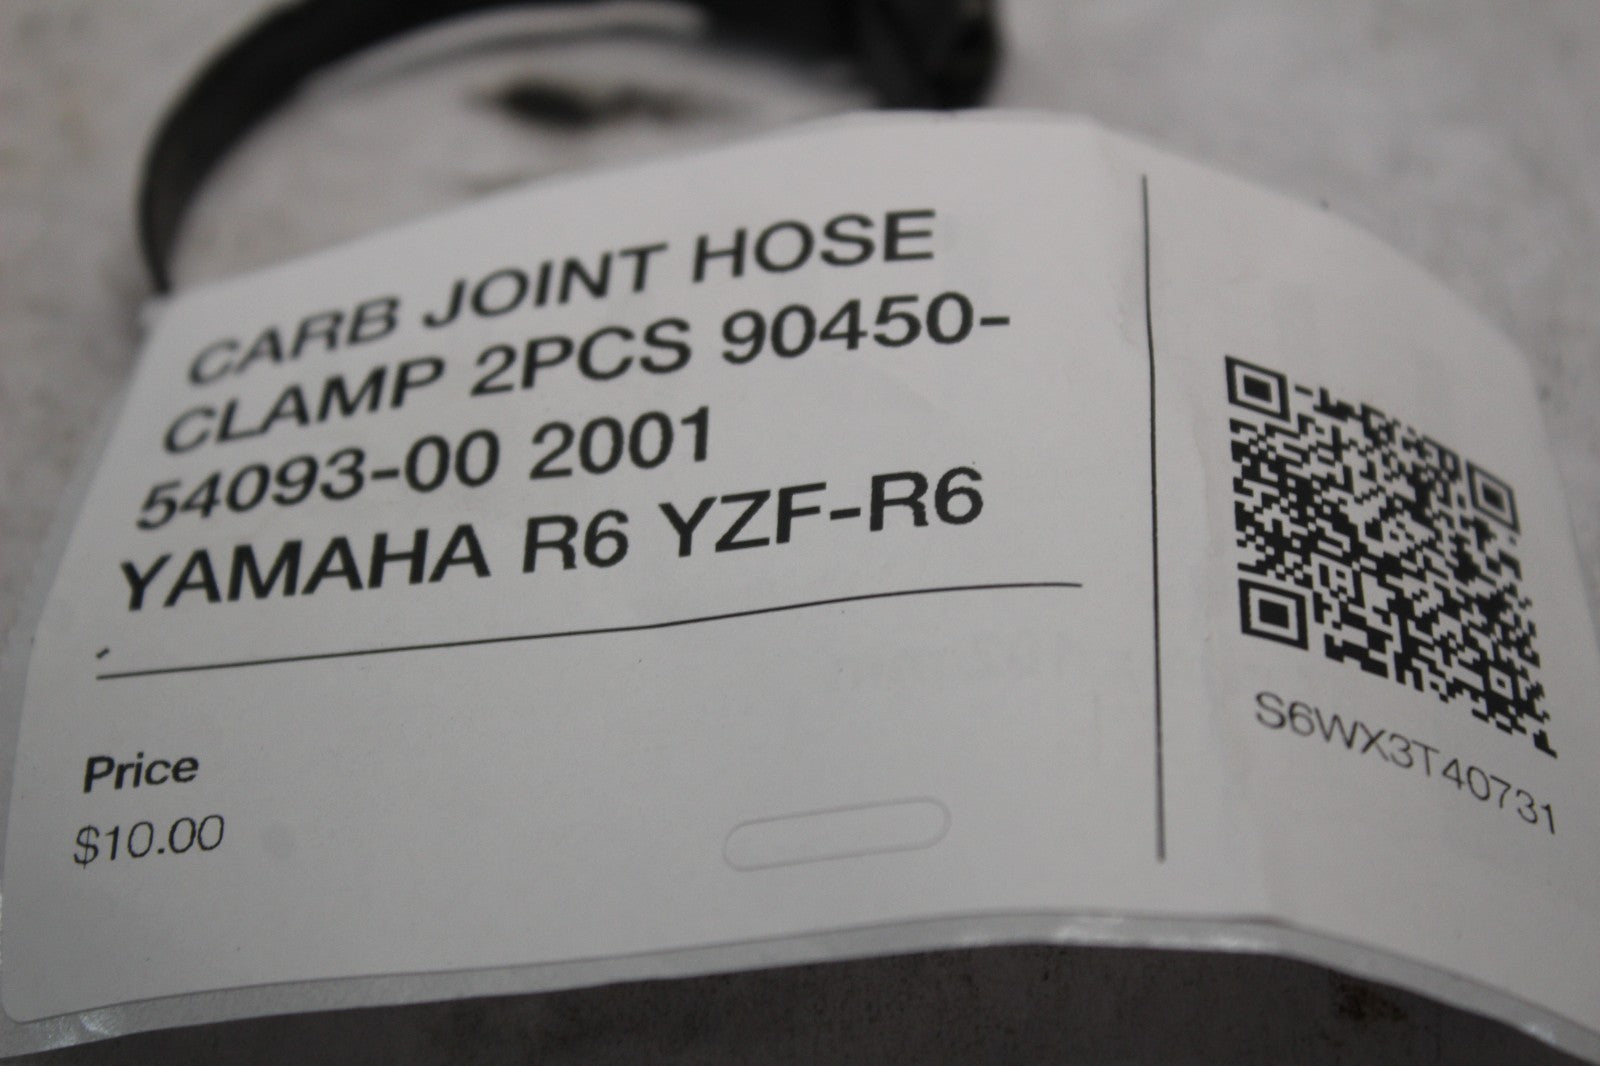 CARB JOINT HOSE
CLAMP 2PCS 90450-
54093-00 2001
YAMAHA R6 YZF-R6
Price
$10.00
S6WX3T40731